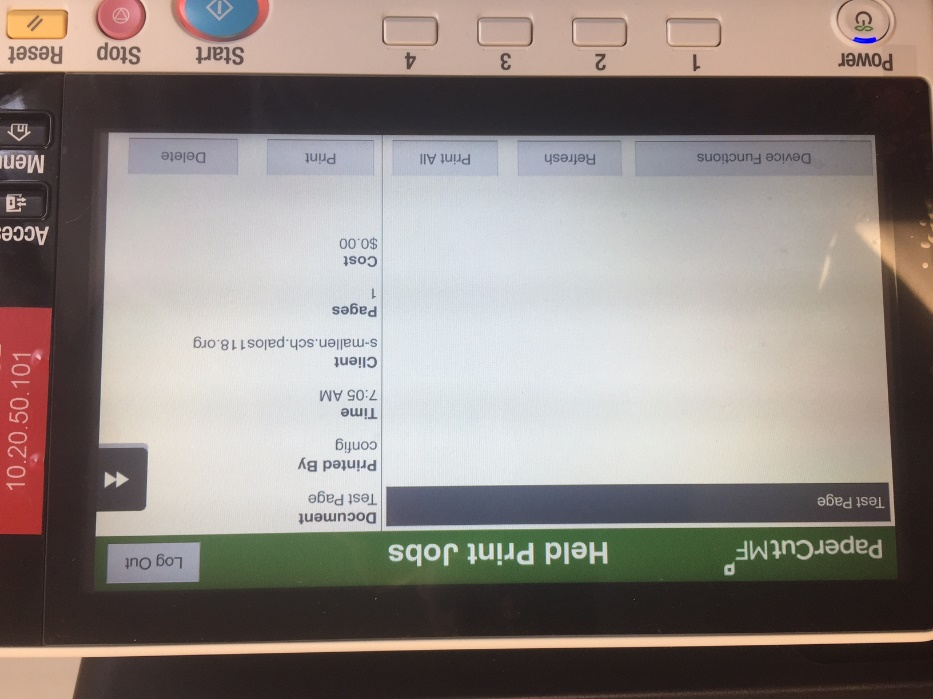 PaperCutMF
Held Print Jobs
Log Out
Test Page
Document
Test Page
Printed By
config
Time
7:05 AM
Client
s-mallen.sch.palos118.org
Pages
1
Cost
$0.00
Device Functions
Refresh
Print All
Print
Delete
10.20.50.101
Menu
Power
1
2
3
4
Start
Stop
Reset